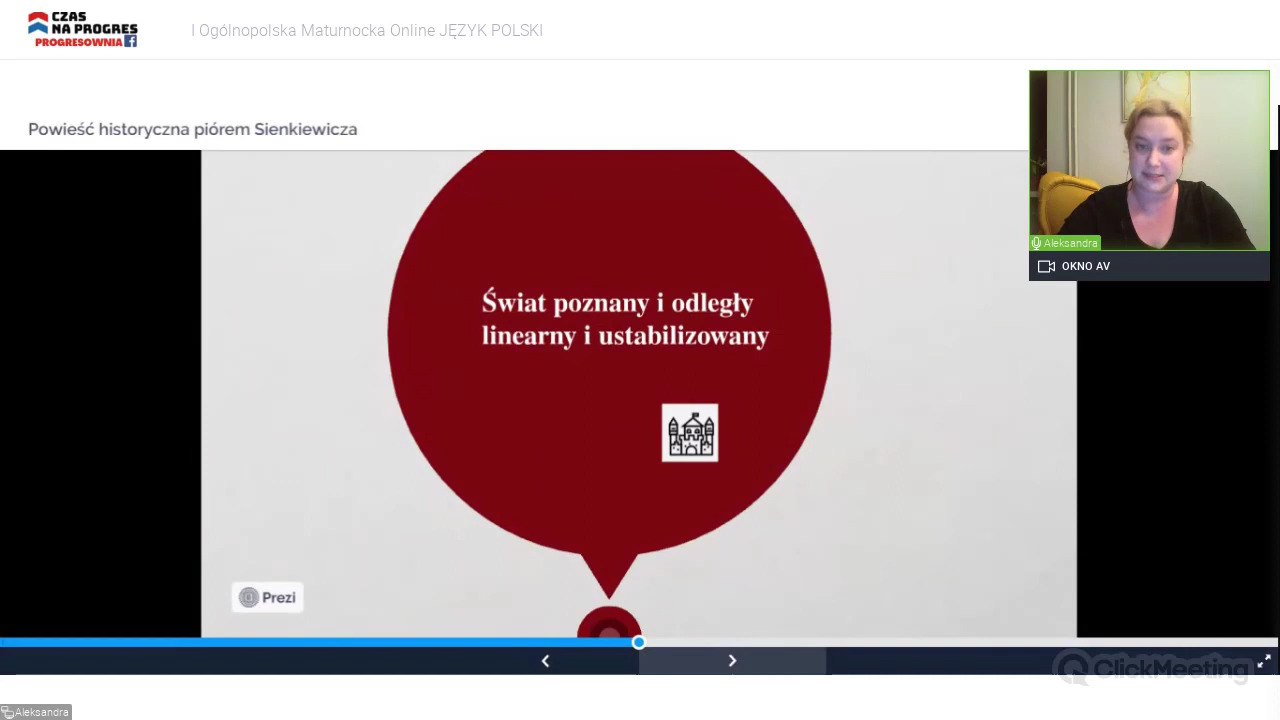 CZAS
NA PROGRES
PROGRESOWNIA
I Ogólnopolska Maturnocka Online JĘZYK POLSKI
Powieść historyczna piórem Sienkiewicza
Aleksandra
OKNO AV
Świat poznany i odległy
linearny i ustabilizowany
Prezi
ClickMeeting
Aleksandra